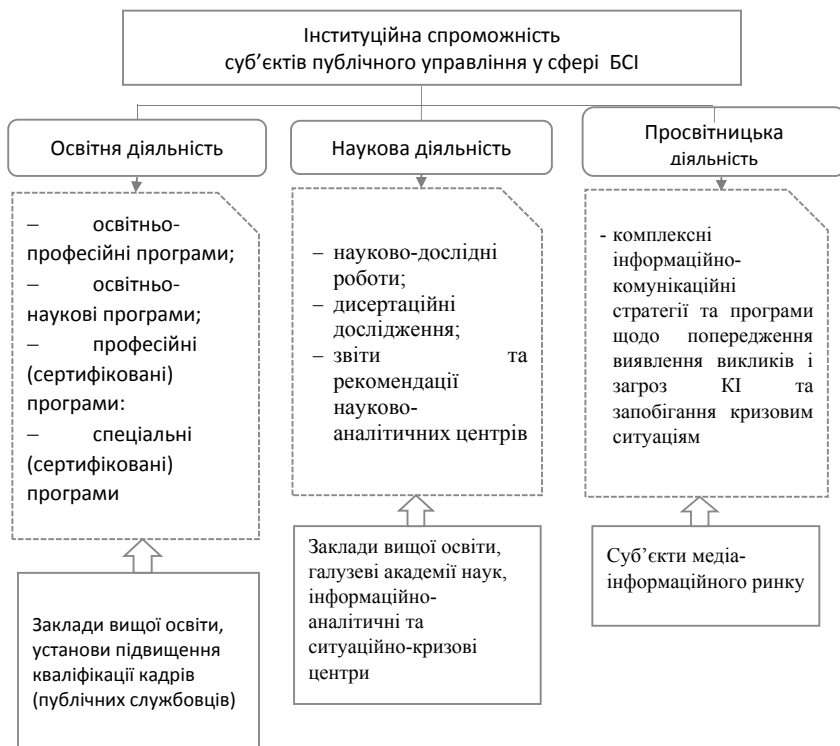 Інституційна спроможність
суб’єктів публічного управління у сфері БСІ
Освітня діяльність
Наукова діяльність
Просвітницька
діяльність
– освітньо-
професійні програми;
– освітньо-
наукові програми;
– професійні
(сертифіковані)
програми:
– спеціальні
(сертифіковані)
програми
– науково-дослідні
роботи;
– дисертаційні
дослідження;
– звіти та
рекомендації
науково-
аналітичних центрів
- комплексні
інформаційно-
комунікаційні
стратегії та програми
щодо попередження
виявлення викликів і
загроз КІ та
запобігання кризовим
ситуаціям
Заклади вищої освіти,
установи підвищення
кваліфікації кадрів
(публічних службовців)
Заклади вищої освіти,
галузеві академії наук,
інформаційно-
аналітичні та
ситуаційно-кризові
центри
Суб’єкти медіа-
інформаційного ринку